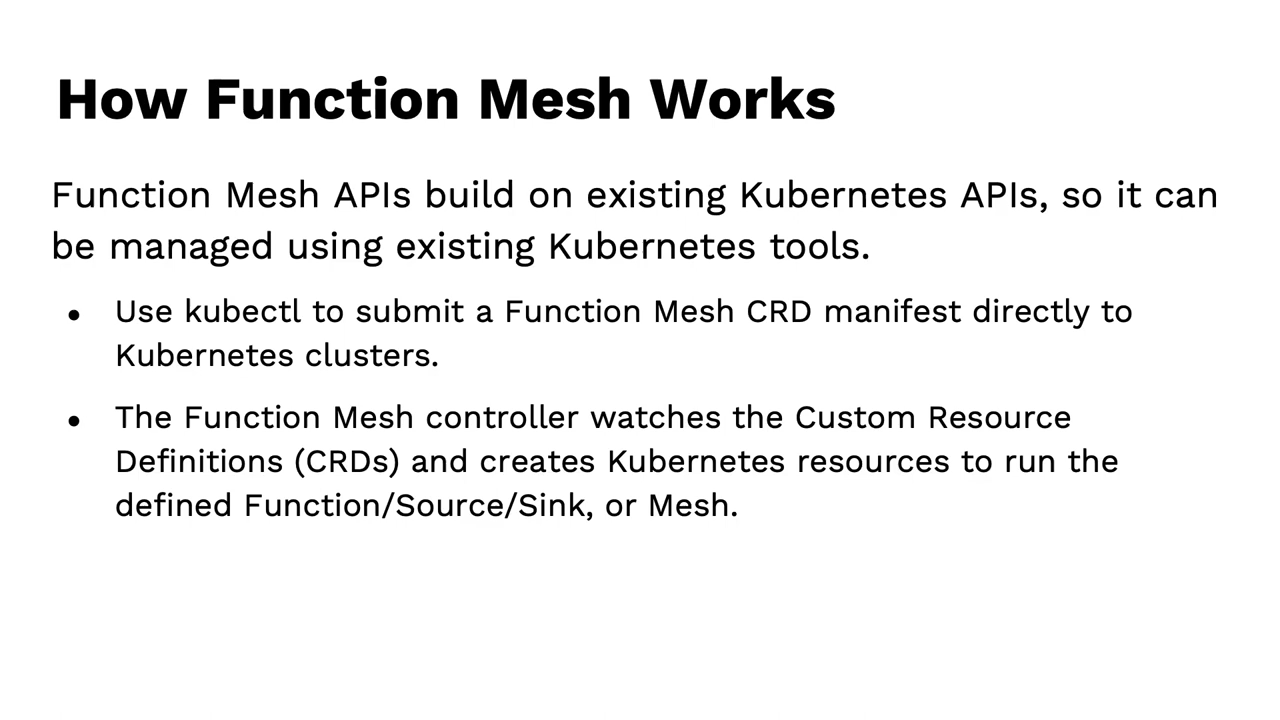 How Function Mesh Works
Function Mesh APIs build on existing Kubernetes APIs, so it can
be managed using existing Kubernetes tools.
● Use kubectl to submit a Function Mesh CRD manifest directly to
Kubernetes clusters.
● The Function Mesh controller watches the Custom Resource
Definitions (CRDs) and creates Kubernetes resources to run the
defined Function/Source/Sink, or Mesh.